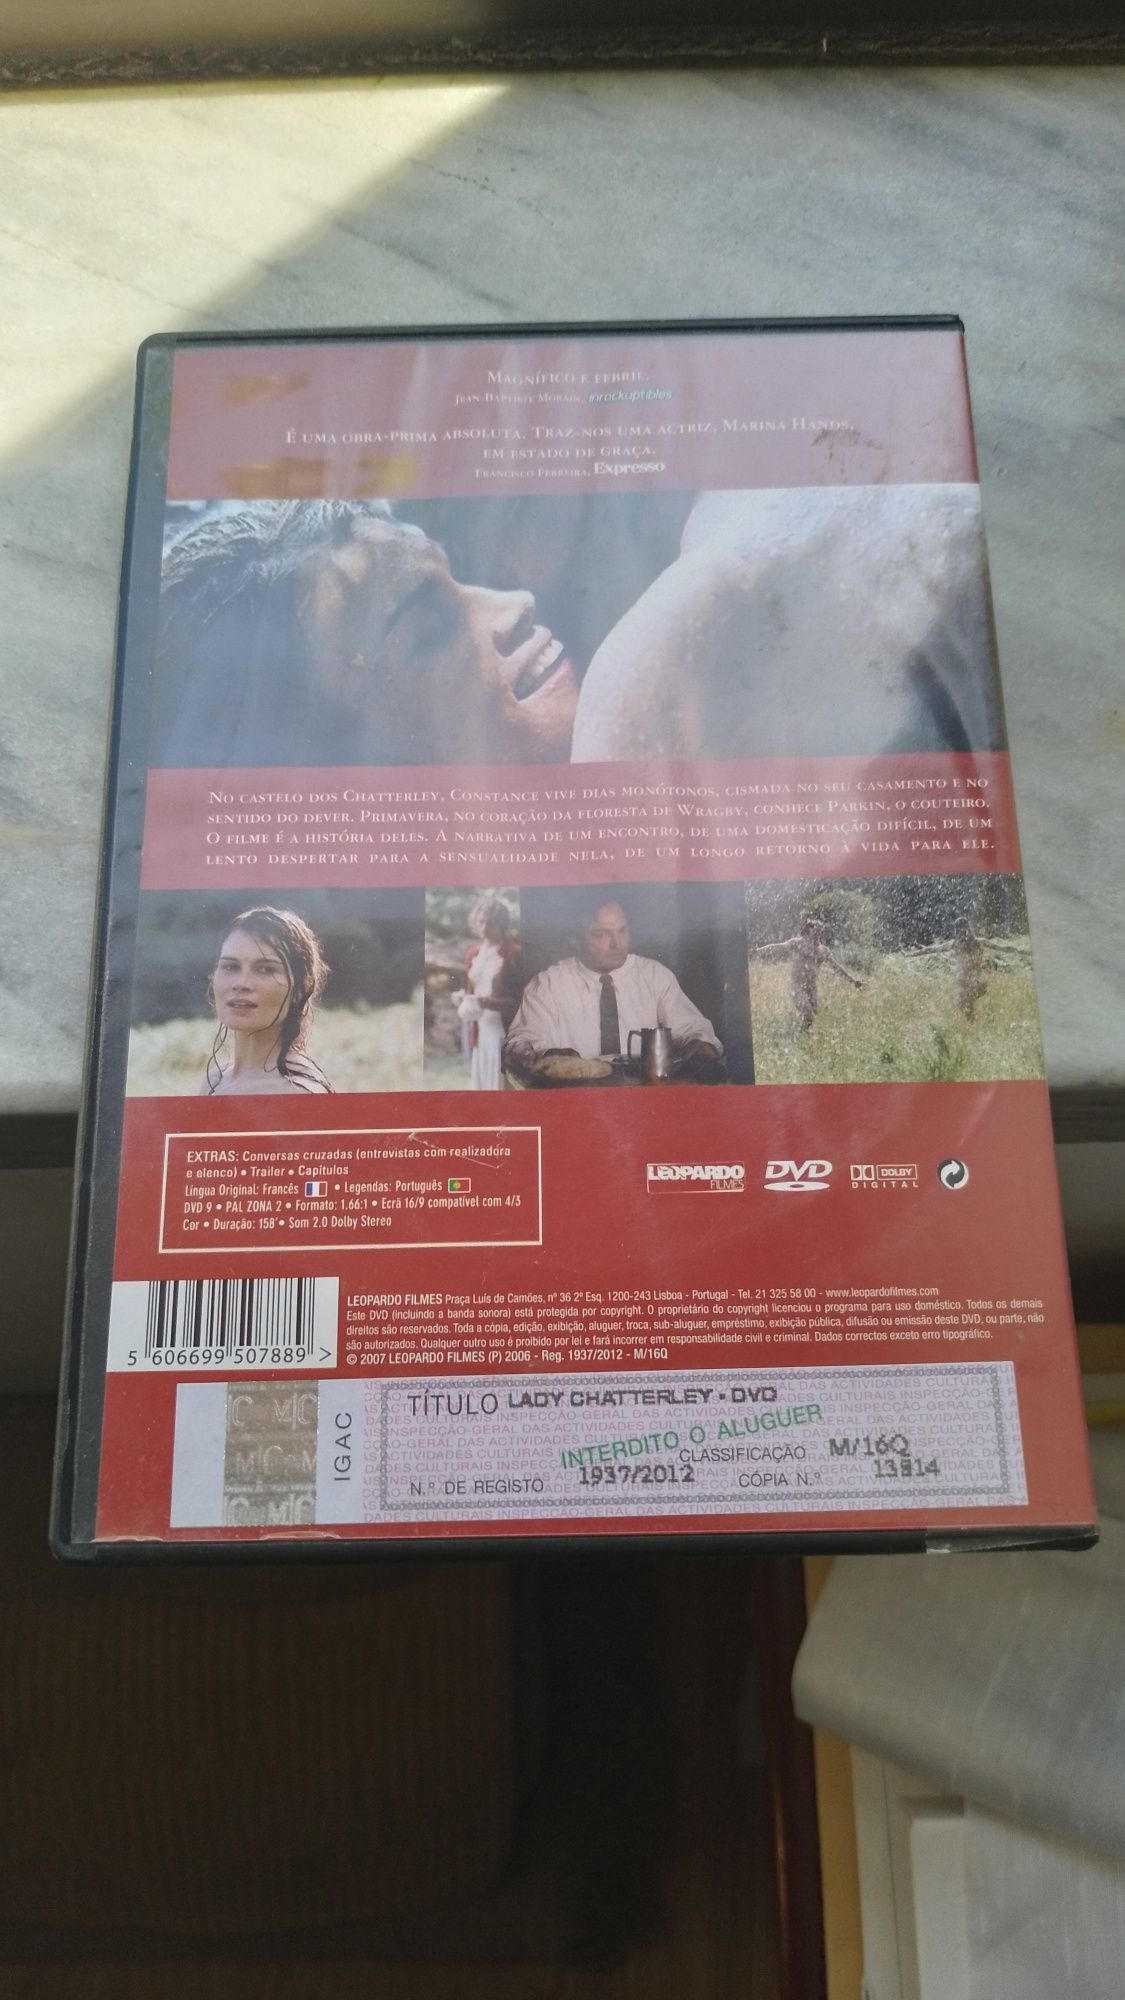 MAGNÍFICO E FEBRIL.
JEAN-BAPTISTE MORAIN, inrockuptibles
É UMA OBRA-PRIMA ABSOLUTA. TRAZ-NOS UMA ACTRIZ, MARINA HANDS,
EM ESTADO DE GRAÇA.
FRANCISCO FERREIRA, Expresso
NO CASTELO DOS CHATTERLEY, CONSTANCE VIVE DIAS MONÓTONOS, CISMADA NO SEU CASAMENTO E NO
SENTIDO DO DEVER. PRIMAVERA, NO CORAÇÃO DA FLORESTA DE WRAGBY, CONHECE PARKIN, O COUTEIRO.
O FILME É A HISTÓRIA DELES. A NARRATIVA DE UM ENCONTRO, DE UMA DOMESTICAÇÃO DIFÍCIL, DE UM
LENTO DESPERTAR PARA A SENSUALIDADE NELA, DE UM LONGO RETORNO À VIDA PARA ELE.
EXTRAS: Conversas cruzadas (entrevistas com realizadora
e elenco) • Trailer • Capítulos
Língua Original: Francês • Legendas: Português
DVD 9 • PAL ZONA 2 • Formato: 1.66:1 • Ecrã 16/9 compatível com 4/3
Cor • Duração: 158' • Som 2.0 Dolby Stereo
LEOPARDO FILMES
DVD
DOLBY DIGITAL
LEOPARDO FILMES Praça Luís de Camões, nº 36 2º Esq. 1200-243 Lisboa - Portugal - Tel. 21 325 58 00 - www.leopardofilmes.com
Este DVD (incluindo a banda sonora) está protegida por copyright. O proprietário do copyright licenciou o programa para uso doméstico. Todos os demais
direitos são reservados. Toda a cópia, edição, exibição, aluguer, troca, sub-aluguer, empréstimo, exibição pública, difusão ou emissão deste DVD, ou parte, não
são autorizados. Qualquer outro uso é proibido por lei e fará incorrer em responsabilidade civil e criminal. Dados correctos exceto erro tipográfico.
© 2007 LEOPARDO FILMES (P) 2006 - Reg. 1937/2012 - M/16Q
5 606699 507889 >
IGAC
TÍTULO LADY CHATTERLEY - DVD
INTERDITO O ALUGUER
CLASSIFICAÇÃO M/16Q
N.º DE REGISTO 1937/2012
CÓPIA N.º 13814